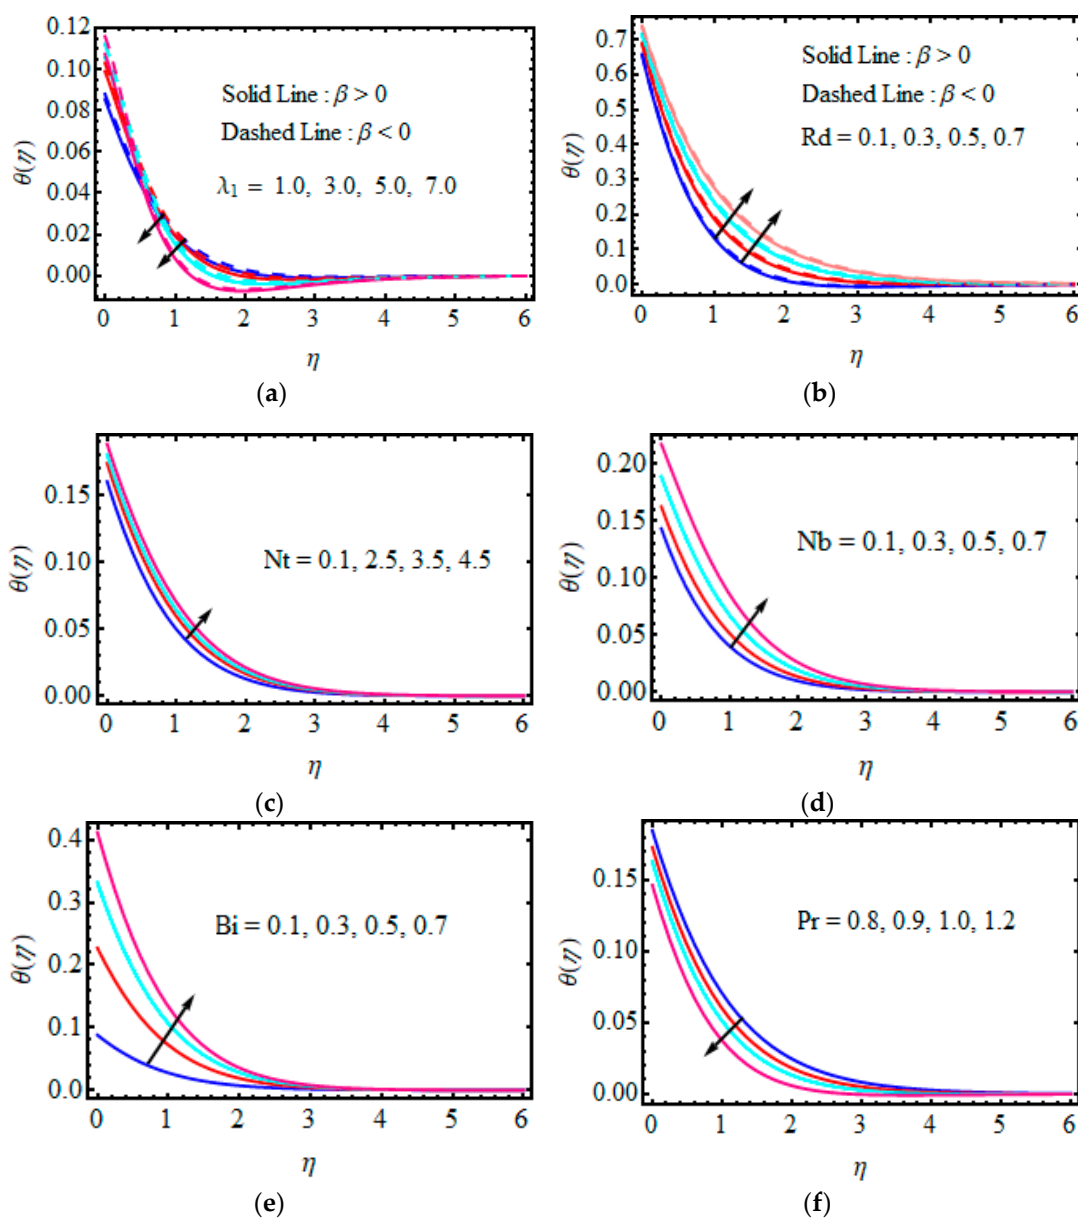 0.12
0.10
0.08
0.06
0.04
0.02
0.00
θ(η)
Solid Line : β > 0
Dashed Line : β < 0
λ1 = 1.0, 3.0, 5.0, 7.0
0 1 2 3 4 5 6
η
(a)
0.7
0.6
0.5
0.4
0.3
0.2
0.1
0.0
θ(η)
Solid Line : β > 0
Dashed Line : β < 0
Rd = 0.1, 0.3, 0.5, 0.7
0 1 2 3 4 5 6
η
(b)
0.15
0.10
0.05
0.00
θ(η)
Nt = 0.1, 2.5, 3.5, 4.5
0 1 2 3 4 5 6
η
(c)
0.20
0.15
0.10
0.05
0.00
θ(η)
Nb = 0.1, 0.3, 0.5, 0.7
0 1 2 3 4 5 6
η
(d)
0.4
0.3
0.2
0.1
0.0
θ(η)
Bi = 0.1, 0.3, 0.5, 0.7
0 1 2 3 4 5 6
η
(e)
0.15
0.10
0.05
0.00
θ(η)
Pr = 0.8, 0.9, 1.0, 1.2
0 1 2 3 4 5 6
η
(f)